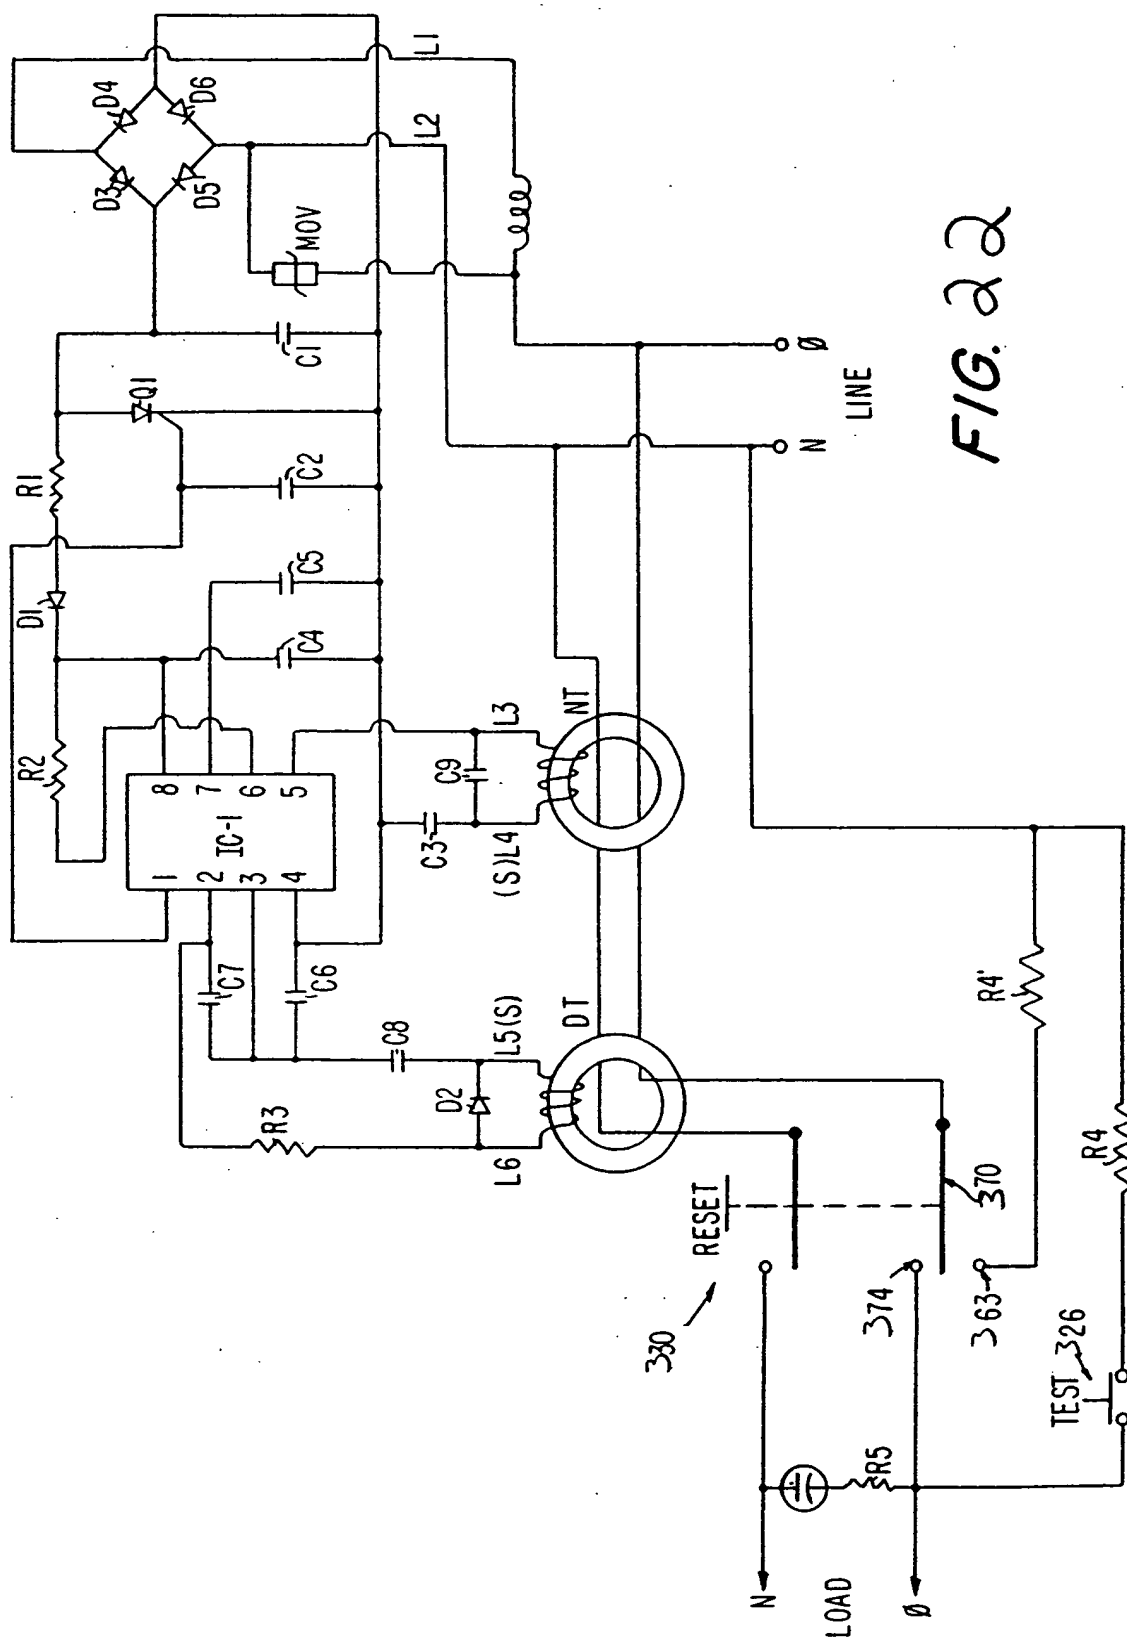 L1
L2
D4
D6
D3
D5
MOV
C1
Q1
R1
C2
D1
C5
C4
R2
IC-1
1
2
3
4
8
7
6
5
C9
C3
L3
(S)L4
NT
C7
C6
C8
R3
D2
L5(S)
L6
DT
Ø
N
LINE
RESET
330
370
374
363
R4'
R4
TEST 326
R5
N
LOAD
Ø
FIG. 22